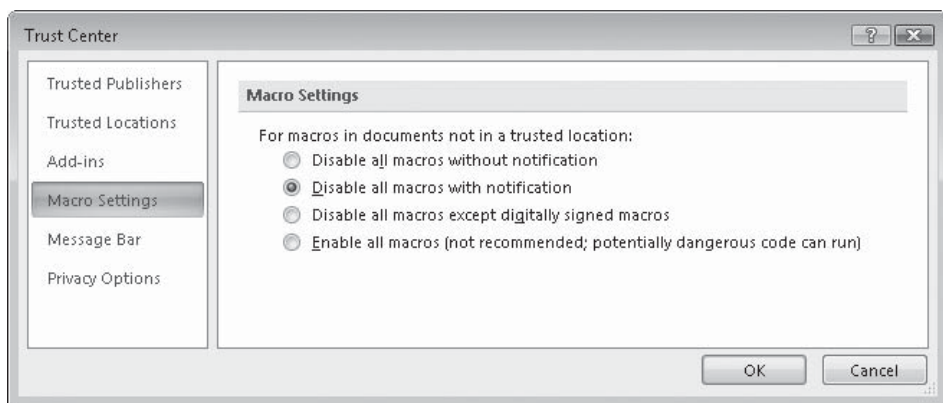 Trust Center
Trusted Publishers
Trusted Locations
Add-ins
Macro Settings
Message Bar
Privacy Options
Macro Settings
For macros in documents not in a trusted location:
Disable all macros without notification
Disable all macros with notification
Disable all macros except digitally signed macros
Enable all macros (not recommended; potentially dangerous code can run)
OK
Cancel